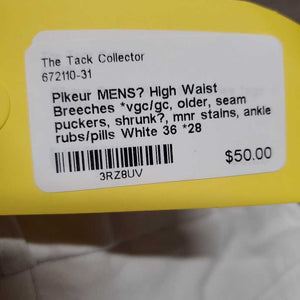 The Tack Collector
672110-31
Pikeur MENS? High Waist
Breeches *vgc/gc, older, seam
puckers, shrunk?, mnr stains, ankle
rubs/pills White 36 *28
$50.00
3RZ8UV